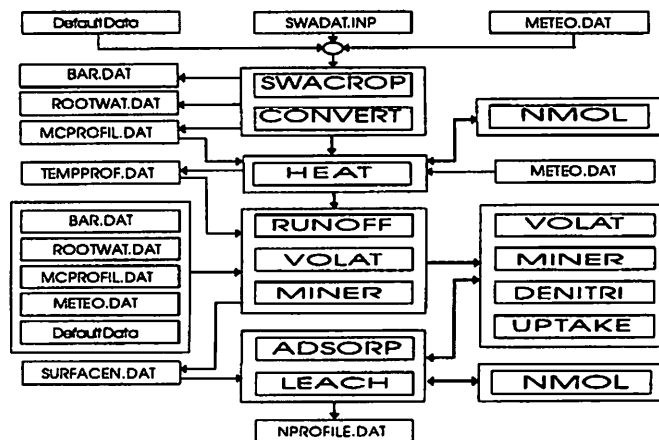 DefaultData
SWADAT.INP
METEO.DAT
BAR.DAT
ROOTWAT.DAT
MCPROFIL.DAT
TEMPPROF.DAT
SWACROP
CONVERT
NMOL
HEAT
METEO.DAT
BAR.DAT
ROOTWAT.DAT
MCPROFIL.DAT
METEO.DAT
DefaultData
RUNOFF
VOLAT
MINER
VOLAT
MINER
DENITRI
UPTAKE
SURFACEN.DAT
ADSORP
LEACH
NMOL
NPROFILE.DAT